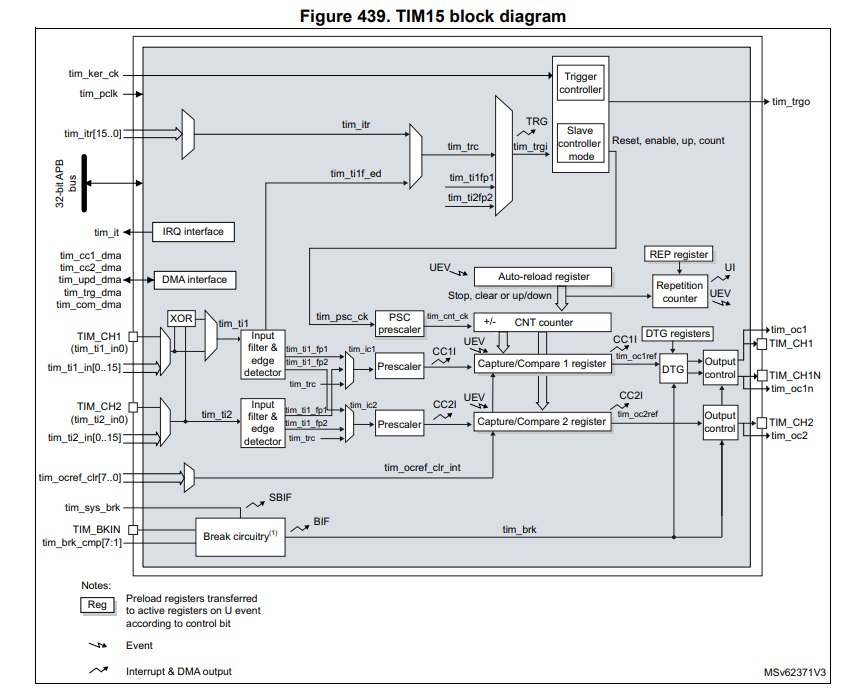 Figure 439. TIM15 block diagram
tim_ker_ck
tim_pclk
tim_itr[15..0]
32-bit APB
bus
tim_it
tim_cc1_dma
tim_cc2_dma
tim_upd_dma
tim_trg_dma
tim_com_dma
IRQ interface
DMA interface
tim_itr
tim_ti1f_ed
tim_trc
tim_ti1fp1
tim_ti2fp2
TRG
tim_trgi
Trigger
controller
Slave
controller
mode
tim_trgo
Reset, enable, up, count
REP register
UEV
Auto-reload register
Repetition
counter
UI
UEV
Stop, clear or up/down
tim_psc_ck
PSC
prescaler
tim_cnt_ck
+/-
CNT counter
TIM_CH1
(tim_ti1_in0)
tim_ti1_in[0..15]
XOR
tim_ti1
Input
filter &
edge
detector
tim_ti1_fp1
tim_ti1_fp2
tim_trc
tim_ic1
Prescaler
CC1I
UEV
Capture/Compare 1 register
CC1I
tim_oc1ref
DTG registers
DTG
Output
control
tim_oc1
TIM_CH1
TIM_CH1N
tim_oc1n
TIM_CH2
(tim_ti2_in0)
tim_ti2_in[0..15]
tim_ti2
Input
filter &
edge
detector
tim_ti1_fp1
tim_ti1_fp2
tim_trc
tim_ic2
Prescaler
CC2I
UEV
Capture/Compare 2 register
CC2I
tim_oc2ref
Output
control
TIM_CH2
tim_oc2
tim_ocref_clr[7..0]
tim_ocref_clr_int
tim_sys_brk
SBIF
TIM_BKIN
tim_brk_cmp[7:1]
Break circuitry(1)
BIF
tim_brk
Notes:
Reg
Preload registers transferred
to active registers on U event
according to control bit
Event
Interrupt & DMA output
MSv62371V3